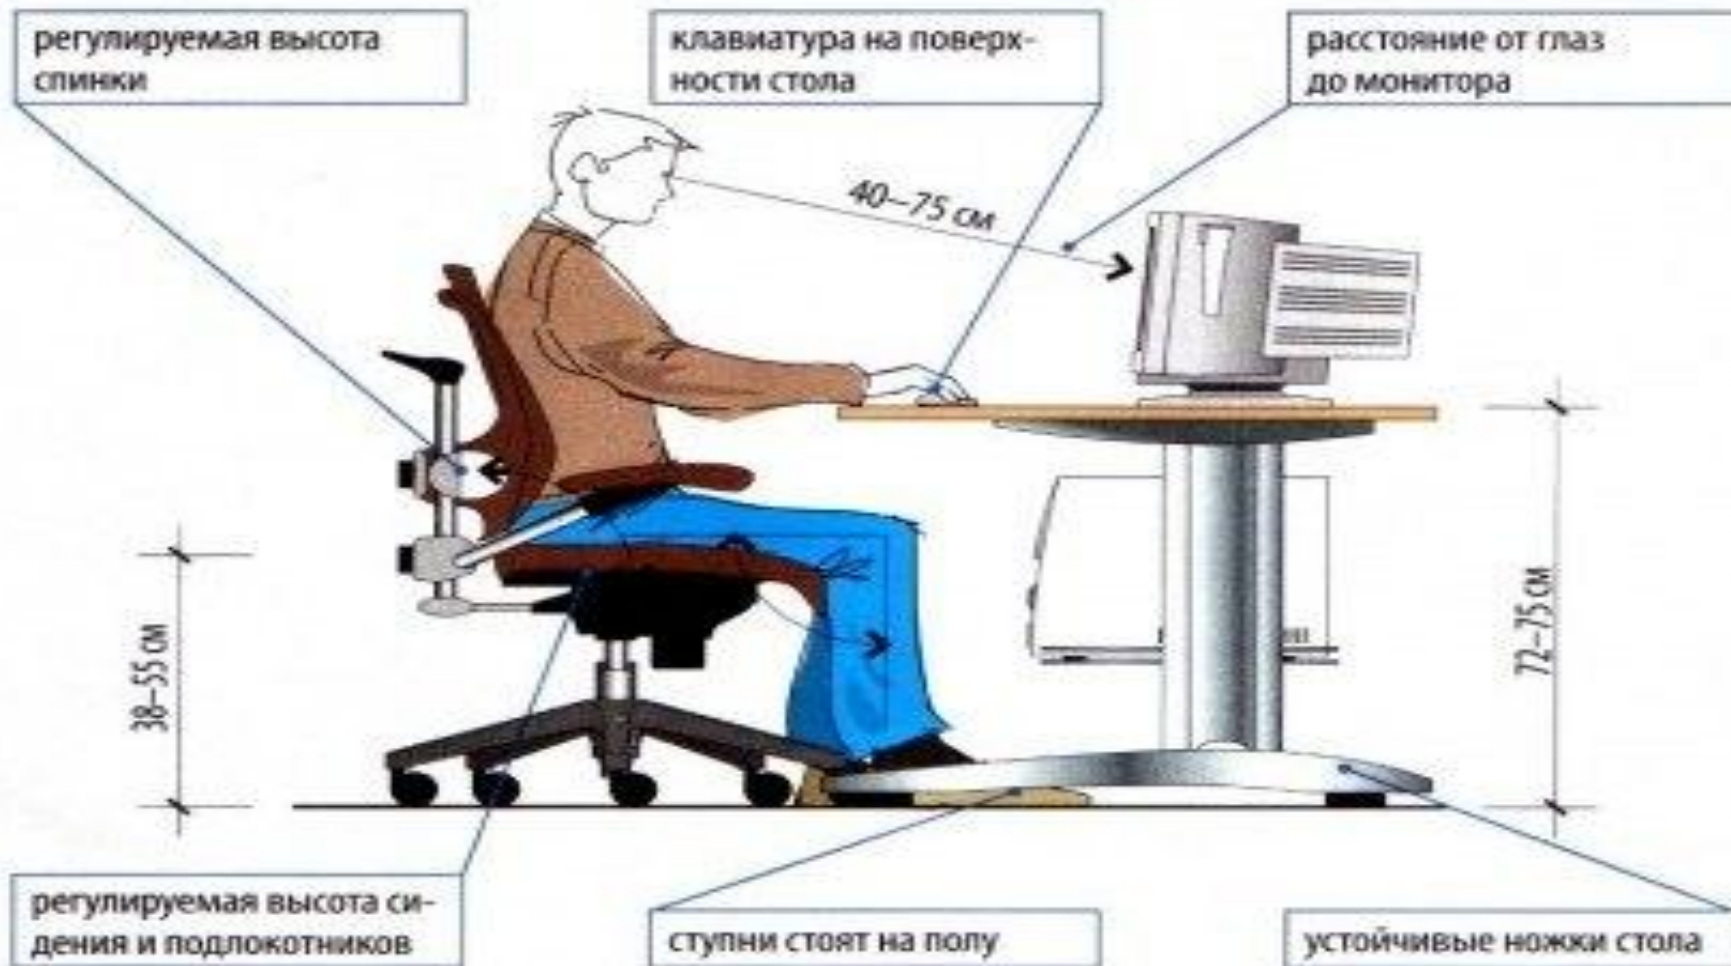 регулируемая высота
спинки
клавиатура на поверх-
ности стола
расстояние от глаз
до монитора
40–75 см
38–55 см
72–75 см
регулируемая высота си-
дения и подлокотников
ступни стоят на полу
устойчивые ножки стола